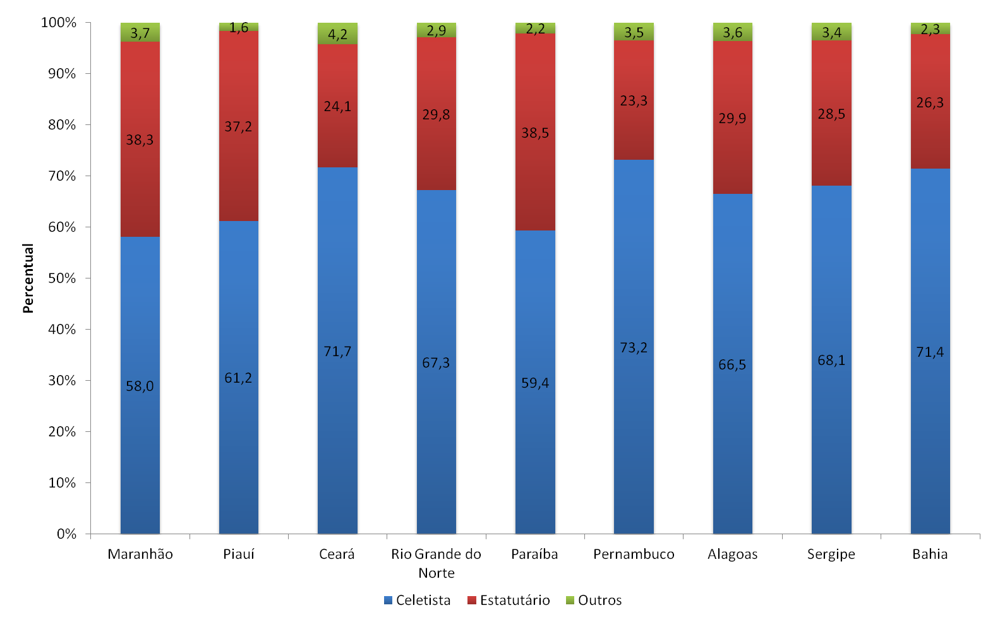 100%
90%
80%
70%
60%
50%
40%
30%
20%
10%
0%
Percentual
3,7
1,6
4,2
2,9
2,2
3,5
3,6
3,4
2,3
38,3
37,2
24,1
29,8
38,5
23,3
29,9
28,5
26,3
58,0
61,2
71,7
67,3
59,4
73,2
66,5
68,1
71,4
Maranhão
Piauí
Ceará
Rio Grande do
Norte
Paraíba
Pernambuco
Alagoas
Sergipe
Bahia
Celetista
Estatutário
Outros